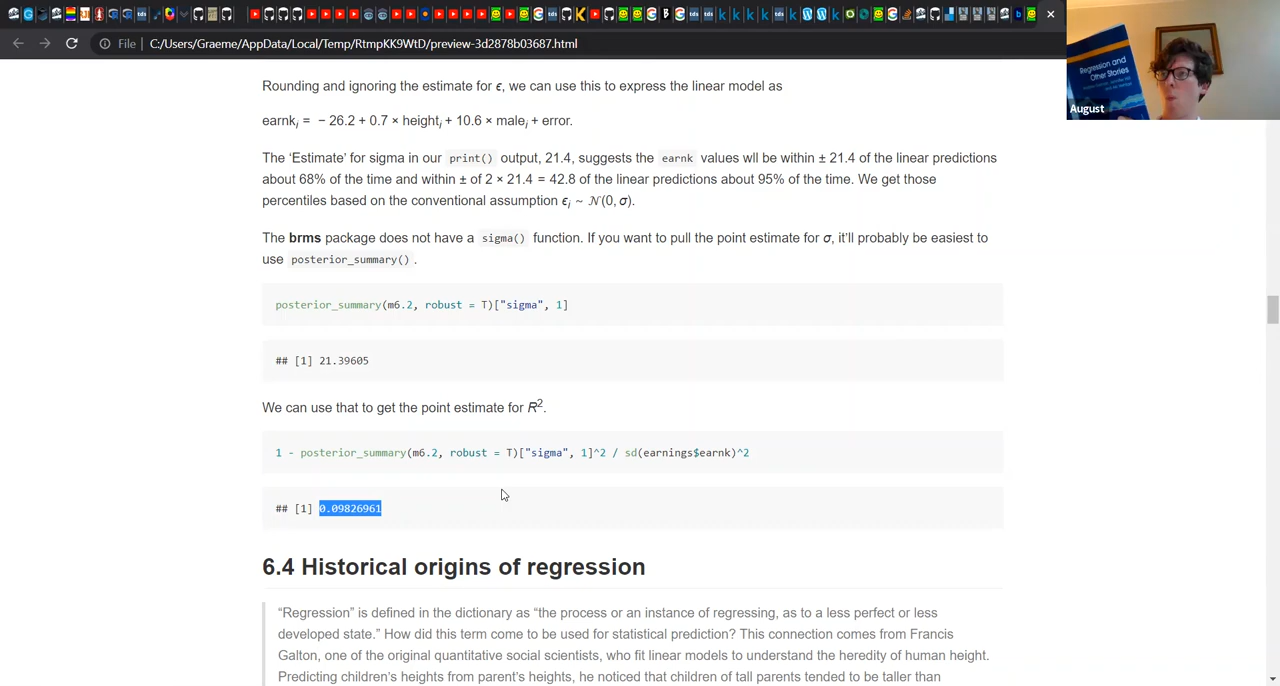 File C:/Users/Graeme/AppData/Local/Temp/RtmpKK9WtD/preview-3d2878b03687.html
Regression and
Other Stories
August
Rounding and ignoring the estimate for ϵ, we can use this to express the linear model as
earnkᵢ = − 26.2 + 0.7 × heightᵢ + 10.6 × maleᵢ + error.
The ‘Estimate’ for sigma in our print() output, 21.4, suggests the earnk values wll be within ± 21.4 of the linear predictions
about 68% of the time and within ± of 2 × 21.4 = 42.8 of the linear predictions about 95% of the time. We get those
percentiles based on the conventional assumption ϵᵢ ~ 𝒩(0, σ).
The brms package does not have a sigma() function. If you want to pull the point estimate for σ, it’ll probably be easiest to
use posterior_summary() .
posterior_summary(m6.2, robust = T)["sigma", 1]
## [1] 21.39605
We can use that to get the point estimate for R².
1 - posterior_summary(m6.2, robust = T)["sigma", 1]^2 / sd(earnings$earnk)^2
## [1] 0.09826961
6.4 Historical origins of regression
“Regression” is defined in the dictionary as “the process or an instance of regressing, as to a less perfect or less
developed state.” How did this term come to be used for statistical prediction? This connection comes from Francis
Galton, one of the original quantitative social scientists, who fit linear models to understand the heredity of human height.
Predicting children’s heights from parent’s heights, he noticed that children of tall parents tended to be taller than